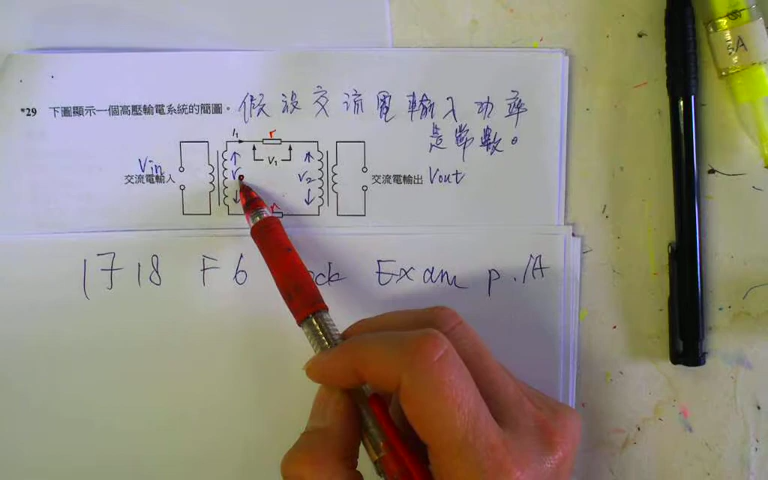 *29 下圖顯示一個高壓輸電系統的簡圖。假設交流電輸入功率
是常數。
I₁ r
V₁
Vin
交流電輸入
V
V₂
交流電輸出 Vout
r
1718 F6 Exam p.1A
5A